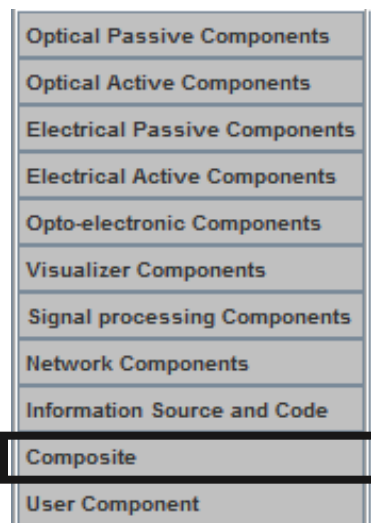 Optical Passive Components
Optical Active Components
Electrical Passive Components
Electrical Active Components
Opto-electronic Components
Visualizer Components
Signal processing Components
Network Components
Information Source and Code
Composite
User Component